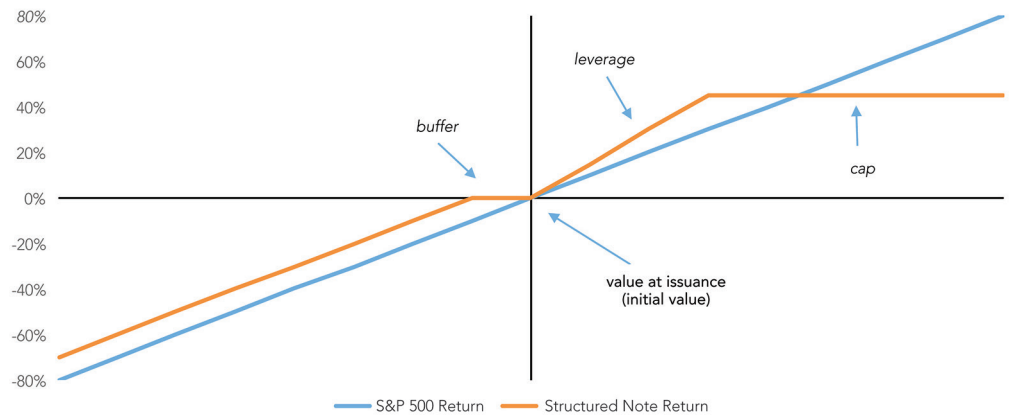 80%
60%
40%
20%
0%
-20%
-40%
-60%
-80%
leverage
buffer
cap
value at issuance
(initial value)
S&P 500 Return
Structured Note Return